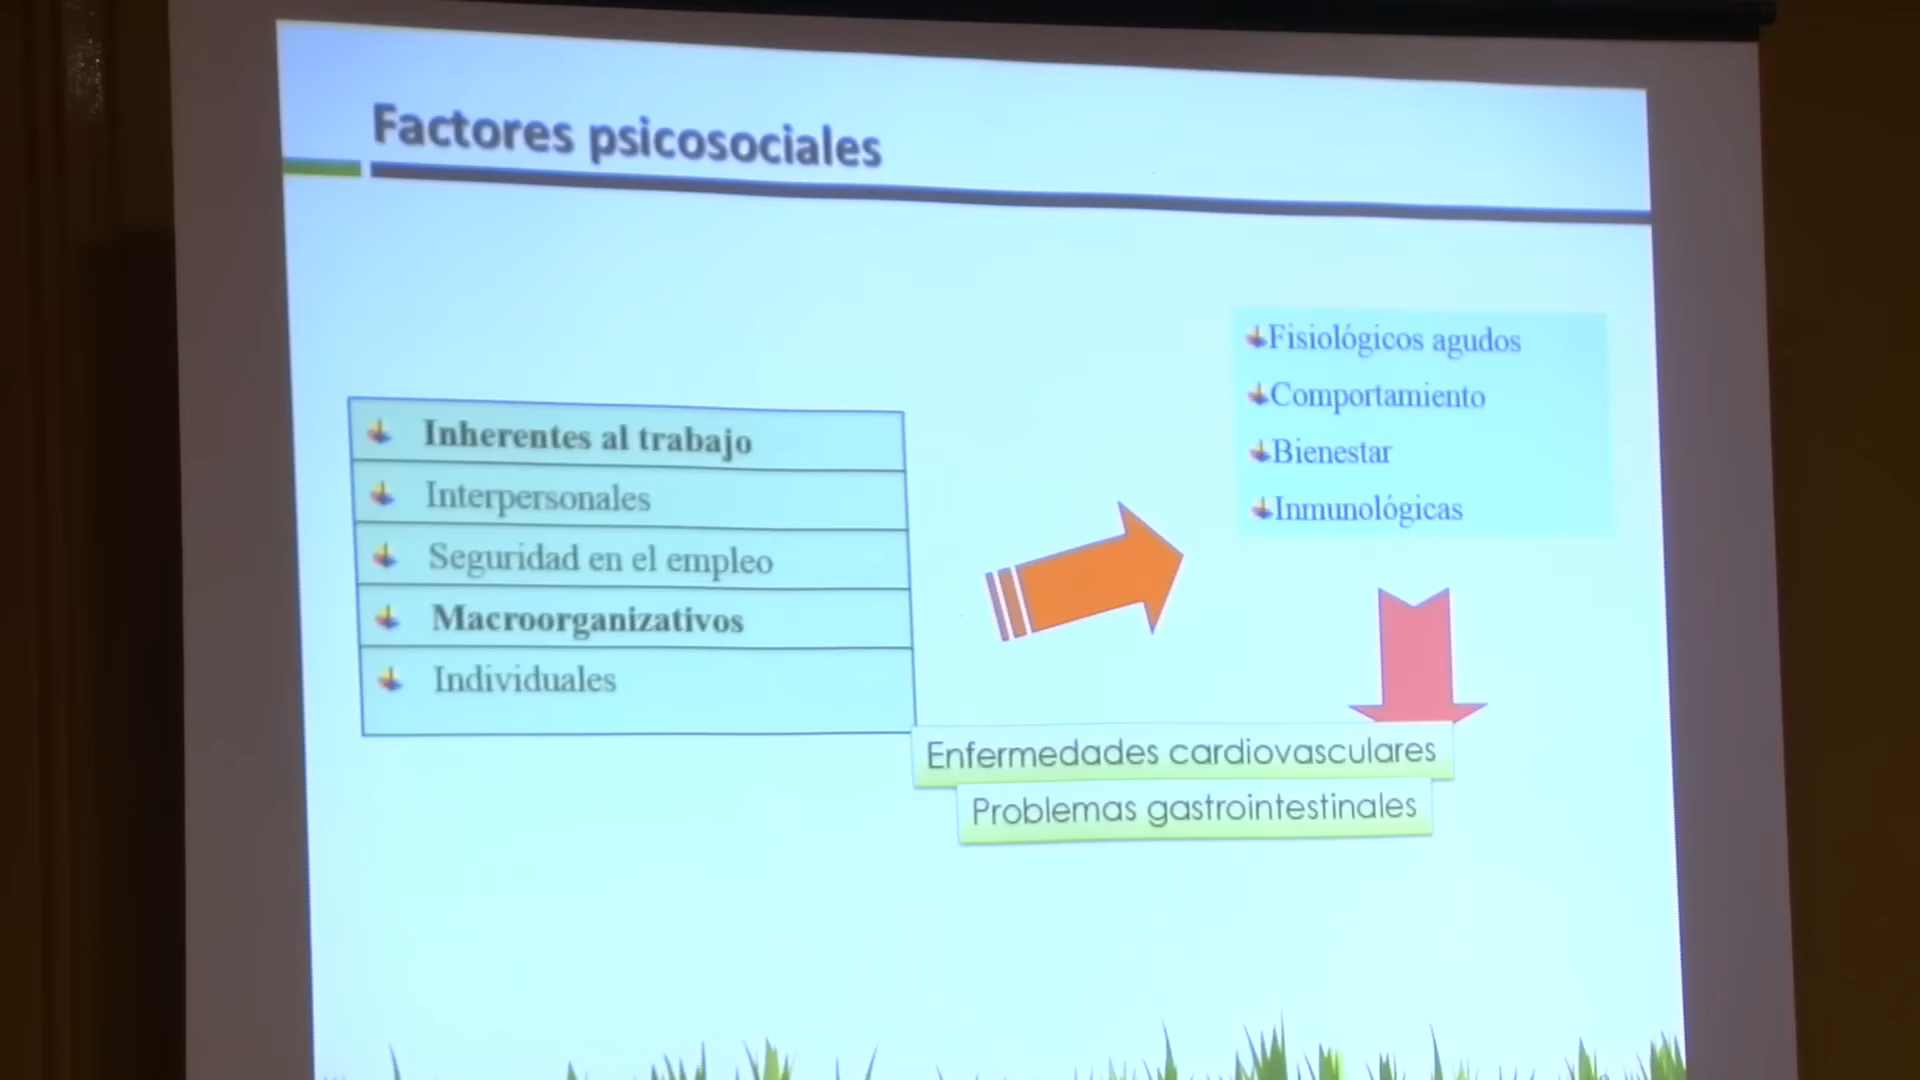 Factores psicosociales
Inherentes al trabajo
Interpersonales
Seguridad en el empleo
Macroorganizativos
Individuales
Fisiológicos agudos
Comportamiento
Bienestar
Inmunológicas
Enfermedades cardiovasculares
Problemas gastrointestinales